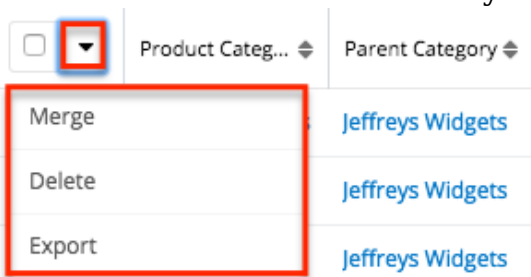 Product Categ... Parent Category
Merge Jeffreys Widgets
Delete Jeffreys Widgets
Export Jeffreys Widgets